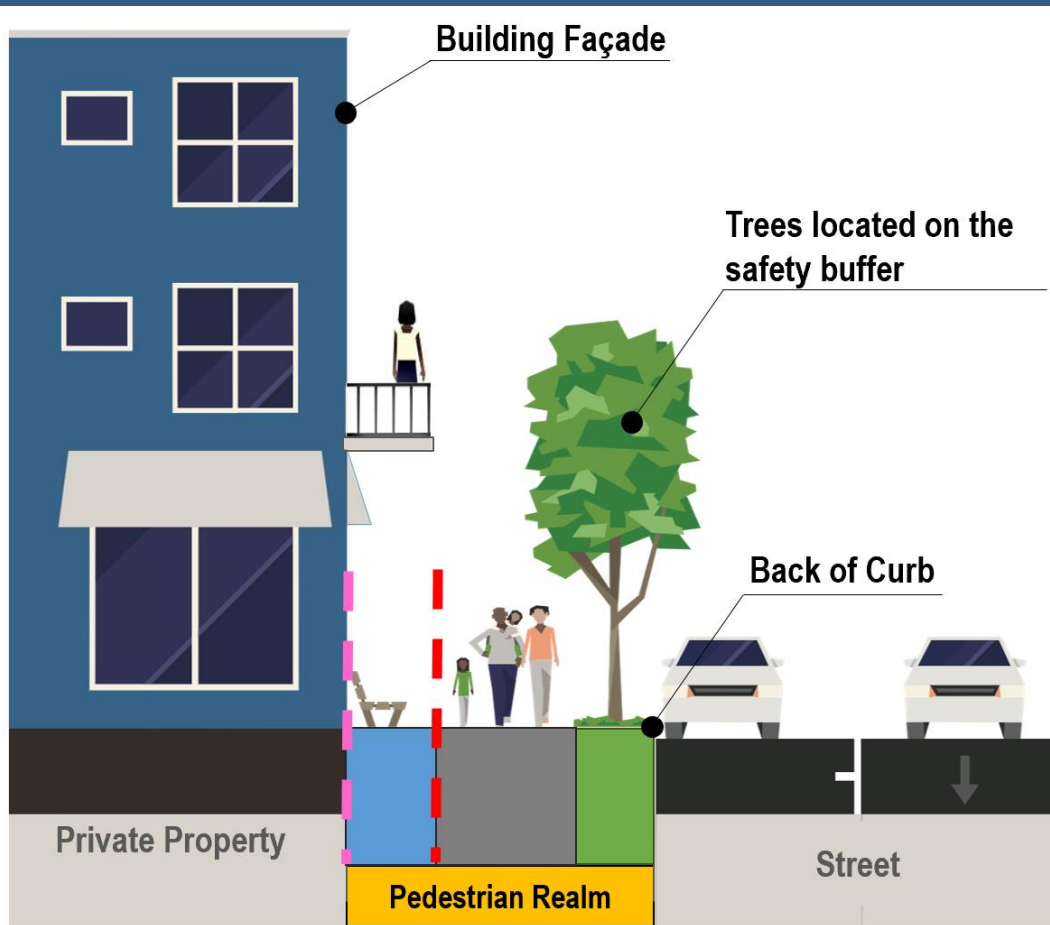 Building Façade
Trees located on the
safety buffer
Back of Curb
Private Property
Street
Pedestrian Realm